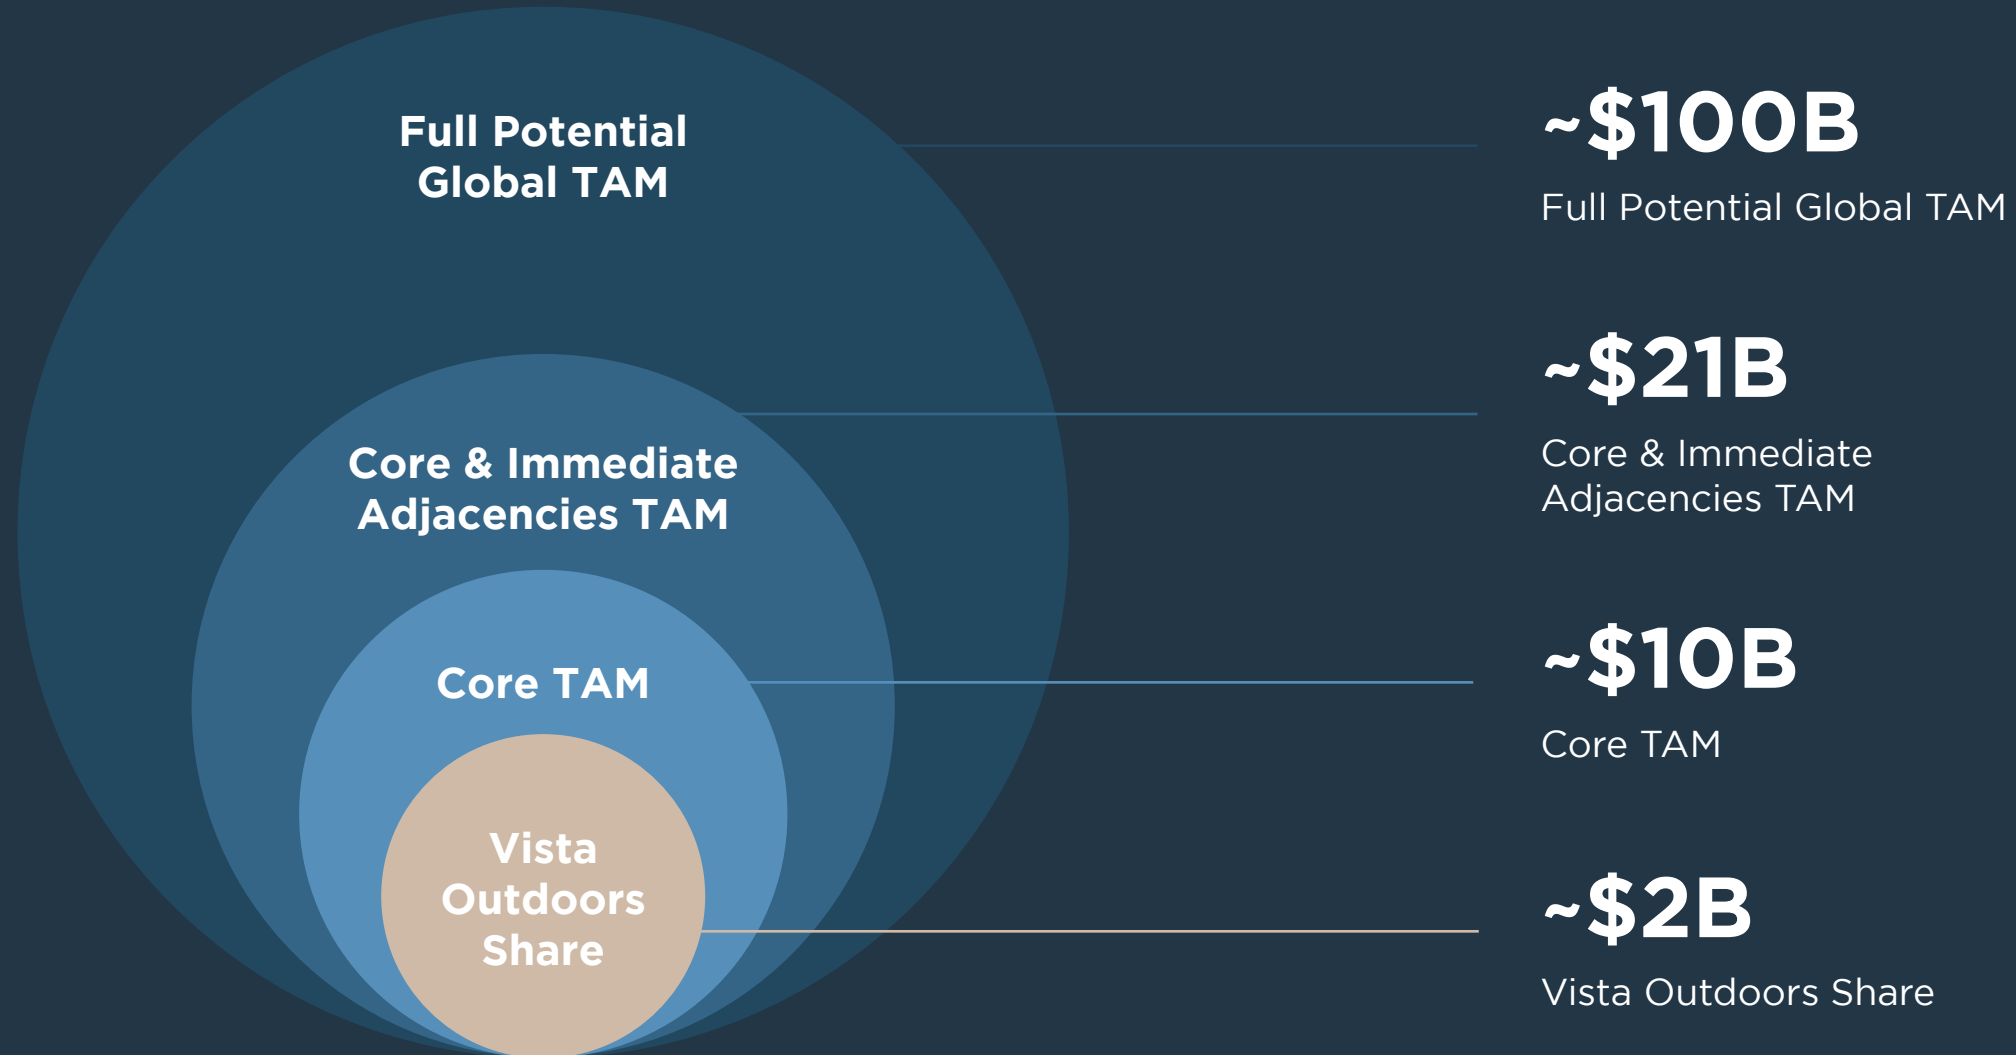 Full Potential
Global TAM
Core & Immediate
Adjacencies TAM
Core TAM
Vista
Outdoors
Share
~$100B
Full Potential Global TAM
~$21B
Core & Immediate
Adjacencies TAM
~$10B
Core TAM
~$2B
Vista Outdoors Share